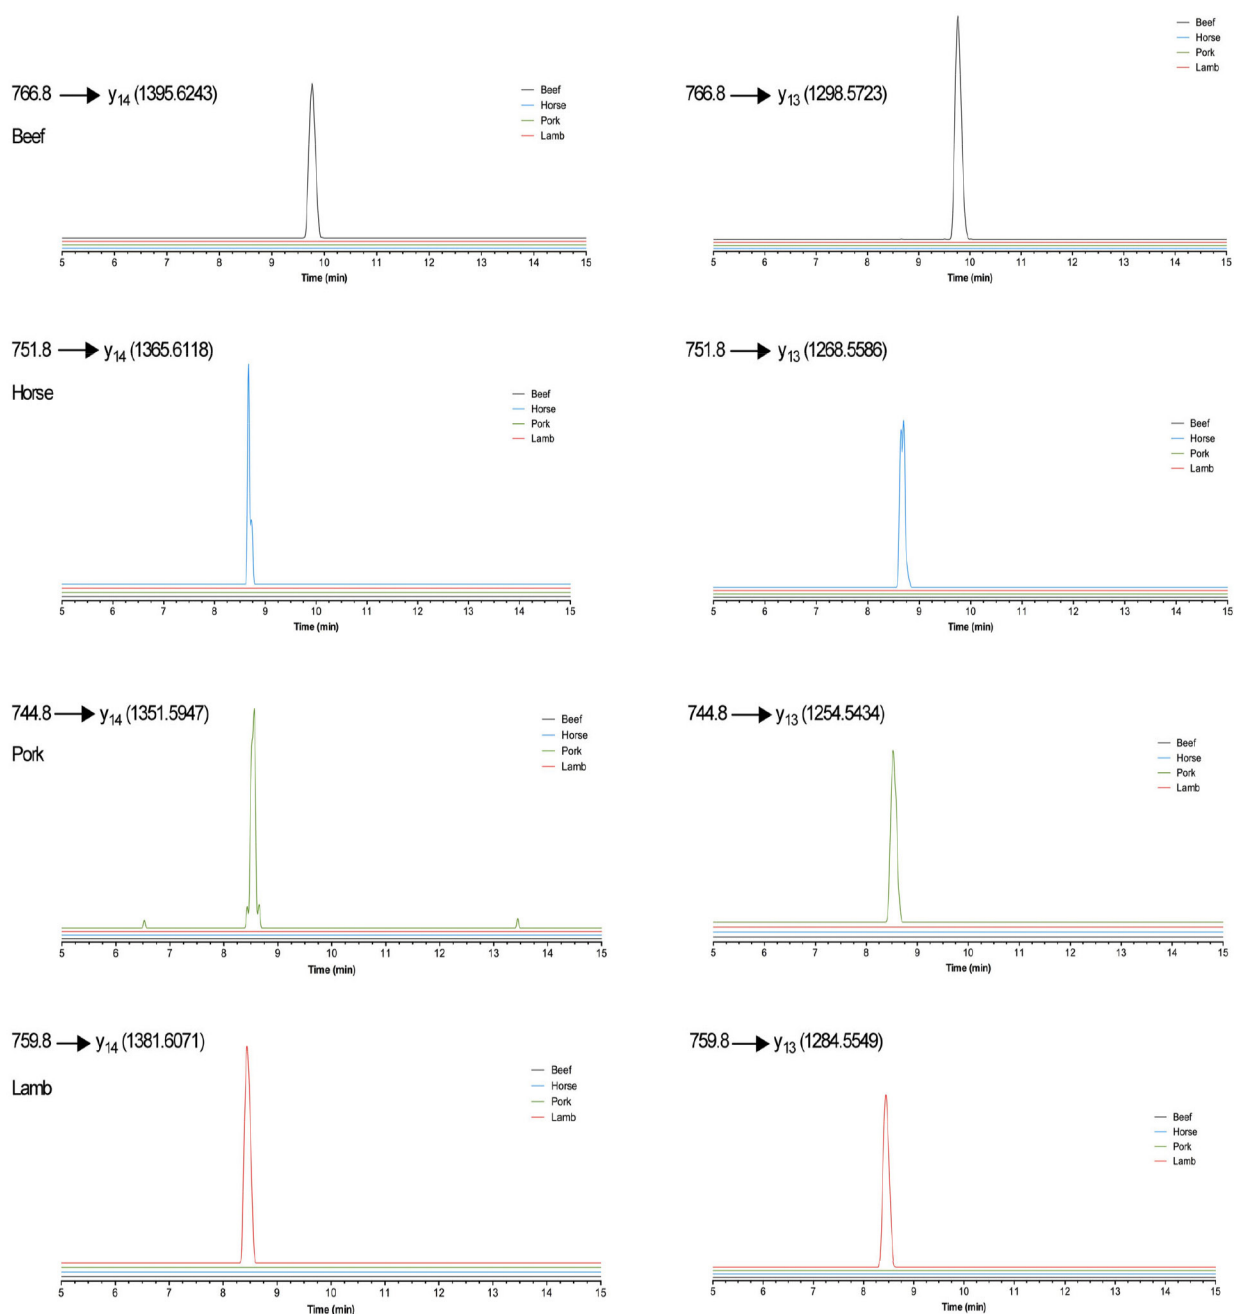 766.8 → y14 (1395.6243)
Beef
Beef
Horse
Pork
Lamb
5 6 7 8 9 10 11 12 13 14 15
Time (min)
766.8 → y13 (1298.5723)
Beef
Horse
Pork
Lamb
5 6 7 8 9 10 11 12 13 14 15
Time (min)
751.8 → y14 (1365.6118)
Horse
Beef
Horse
Pork
Lamb
5 6 7 8 9 10 11 12 13 14 15
Time (min)
751.8 → y13 (1268.5586)
Beef
Horse
Pork
Lamb
5 6 7 8 9 10 11 12 13 14 15
Time (min)
744.8 → y14 (1351.5947)
Pork
Beef
Horse
Pork
Lamb
5 6 7 8 9 10 11 12 13 14 15
Time (min)
744.8 → y13 (1254.5434)
Beef
Horse
Pork
Lamb
5 6 7 8 9 10 11 12 13 14 15
Time (min)
759.8 → y14 (1381.6071)
Lamb
Beef
Horse
Pork
Lamb
5 6 7 8 9 10 11 12 13 14 15
Time (min)
759.8 → y13 (1284.5549)
Beef
Horse
Pork
Lamb
5 6 7 8 9 10 11 12 13 14 15
Time (min)